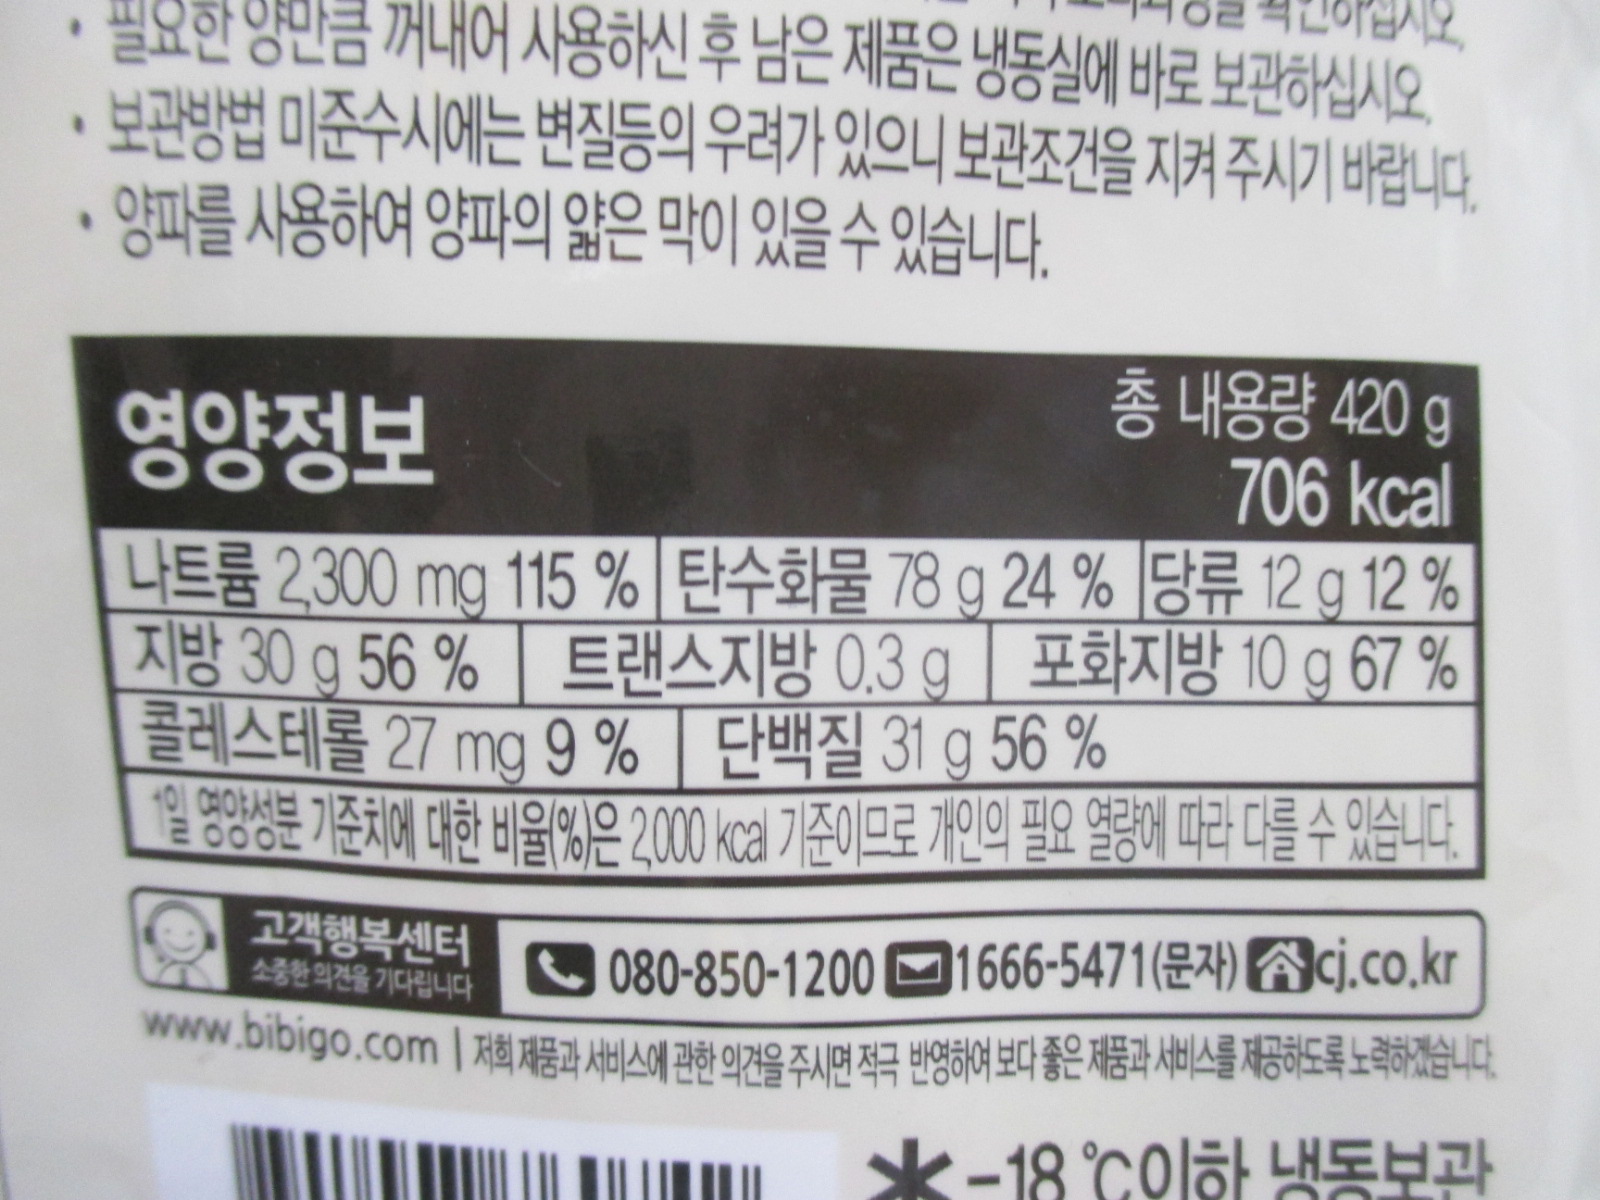 확인하십시오.
• 필요한 양만큼 꺼내어 사용하신 후 남은 제품은 냉동실에 바로 보관하십시오.
• 보관방법 미준수시에는 변질등의 우려가 있으니 보관조건을 지켜 주시기 바랍니다.
• 양파를 사용하여 양파의 얇은 막이 있을 수 있습니다.
영양정보
총 내용량 420 g
706 kcal
나트륨 2,300 mg 115 % 탄수화물 78 g 24 % 당류 12 g 12 %
지방 30 g 56 % 트랜스지방 0.3 g 포화지방 10 g 67 %
콜레스테롤 27 mg 9 % 단백질 31 g 56 %
1일 영양성분 기준치에 대한 비율(%)은 2,000 kcal 기준이므로 개인의 필요 열량에 따라 다를 수 있습니다.
고객행복센터
소중한 의견을 기다립니다
080-850-1200 1666-5471(문자) cj.co.kr
www.bibigo.com | 저희 제품과 서비스에 관한 의견을 주시면 적극 반영하여 보다 좋은 제품과 서비스를 제공하도록 노력하겠습니다.
-18 ℃이하 냉동보관